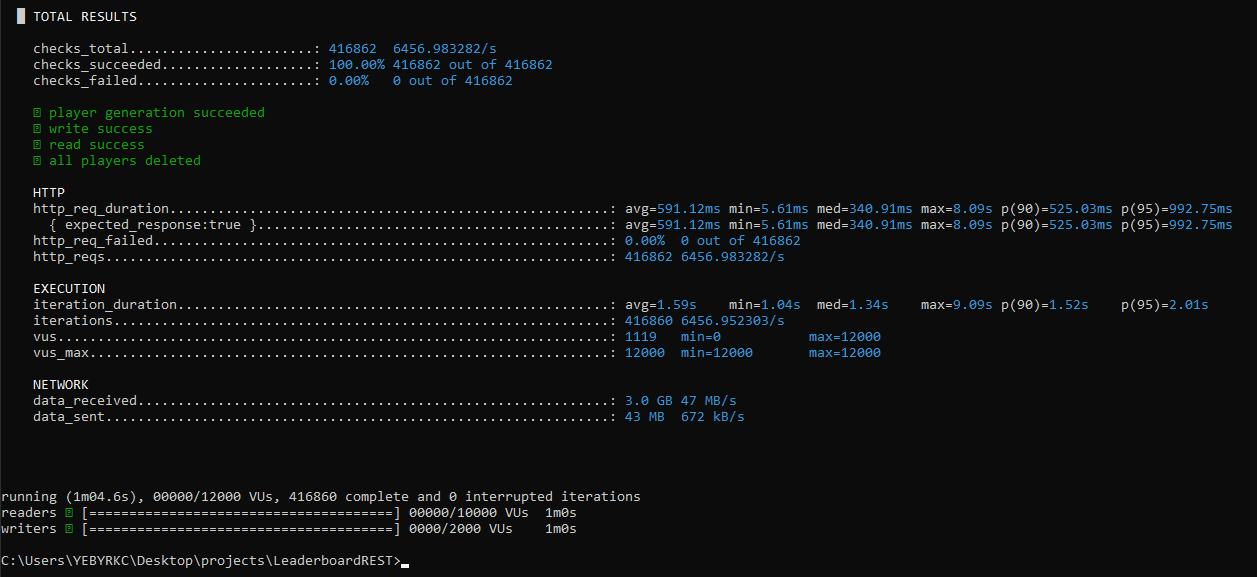 █ TOTAL RESULTS
checks_total.......................: 416862  6456.983282/s
checks_succeeded...................: 100.00% 416862 out of 416862
checks_failed......................: 0.00%   0 out of 416862
player generation succeeded
write success
read success
all players deleted
HTTP
http_req_duration.......................................................: avg=591.12ms min=5.61ms med=340.91ms max=8.09s p(90)=525.03ms p(95)=992.75ms
{ expected_response:true }............................................: avg=591.12ms min=5.61ms med=340.91ms max=8.09s p(90)=525.03ms p(95)=992.75ms
http_req_failed.........................................................: 0.00%  0 out of 416862
http_reqs...............................................................: 416862 6456.983282/s
EXECUTION
iteration_duration......................................................: avg=1.59s    min=1.04s  med=1.34s    max=9.09s p(90)=1.52s    p(95)=2.01s
iterations..............................................................: 416860 6456.952303/s
vus.....................................................................: 1119   min=0           max=12000
vus_max.................................................................: 12000  min=12000       max=12000
NETWORK
data_received...........................................................: 3.0 GB 47 MB/s
data_sent...............................................................: 43 MB  672 kB/s
running (1m04.6s), 00000/12000 VUs, 416860 complete and 0 interrupted iterations
readers [======================================] 00000/10000 VUs  1m0s
writers [======================================] 0000/2000 VUs    1m0s
C:\Users\YEBYRKC\Desktop\projects\LeaderboardREST>